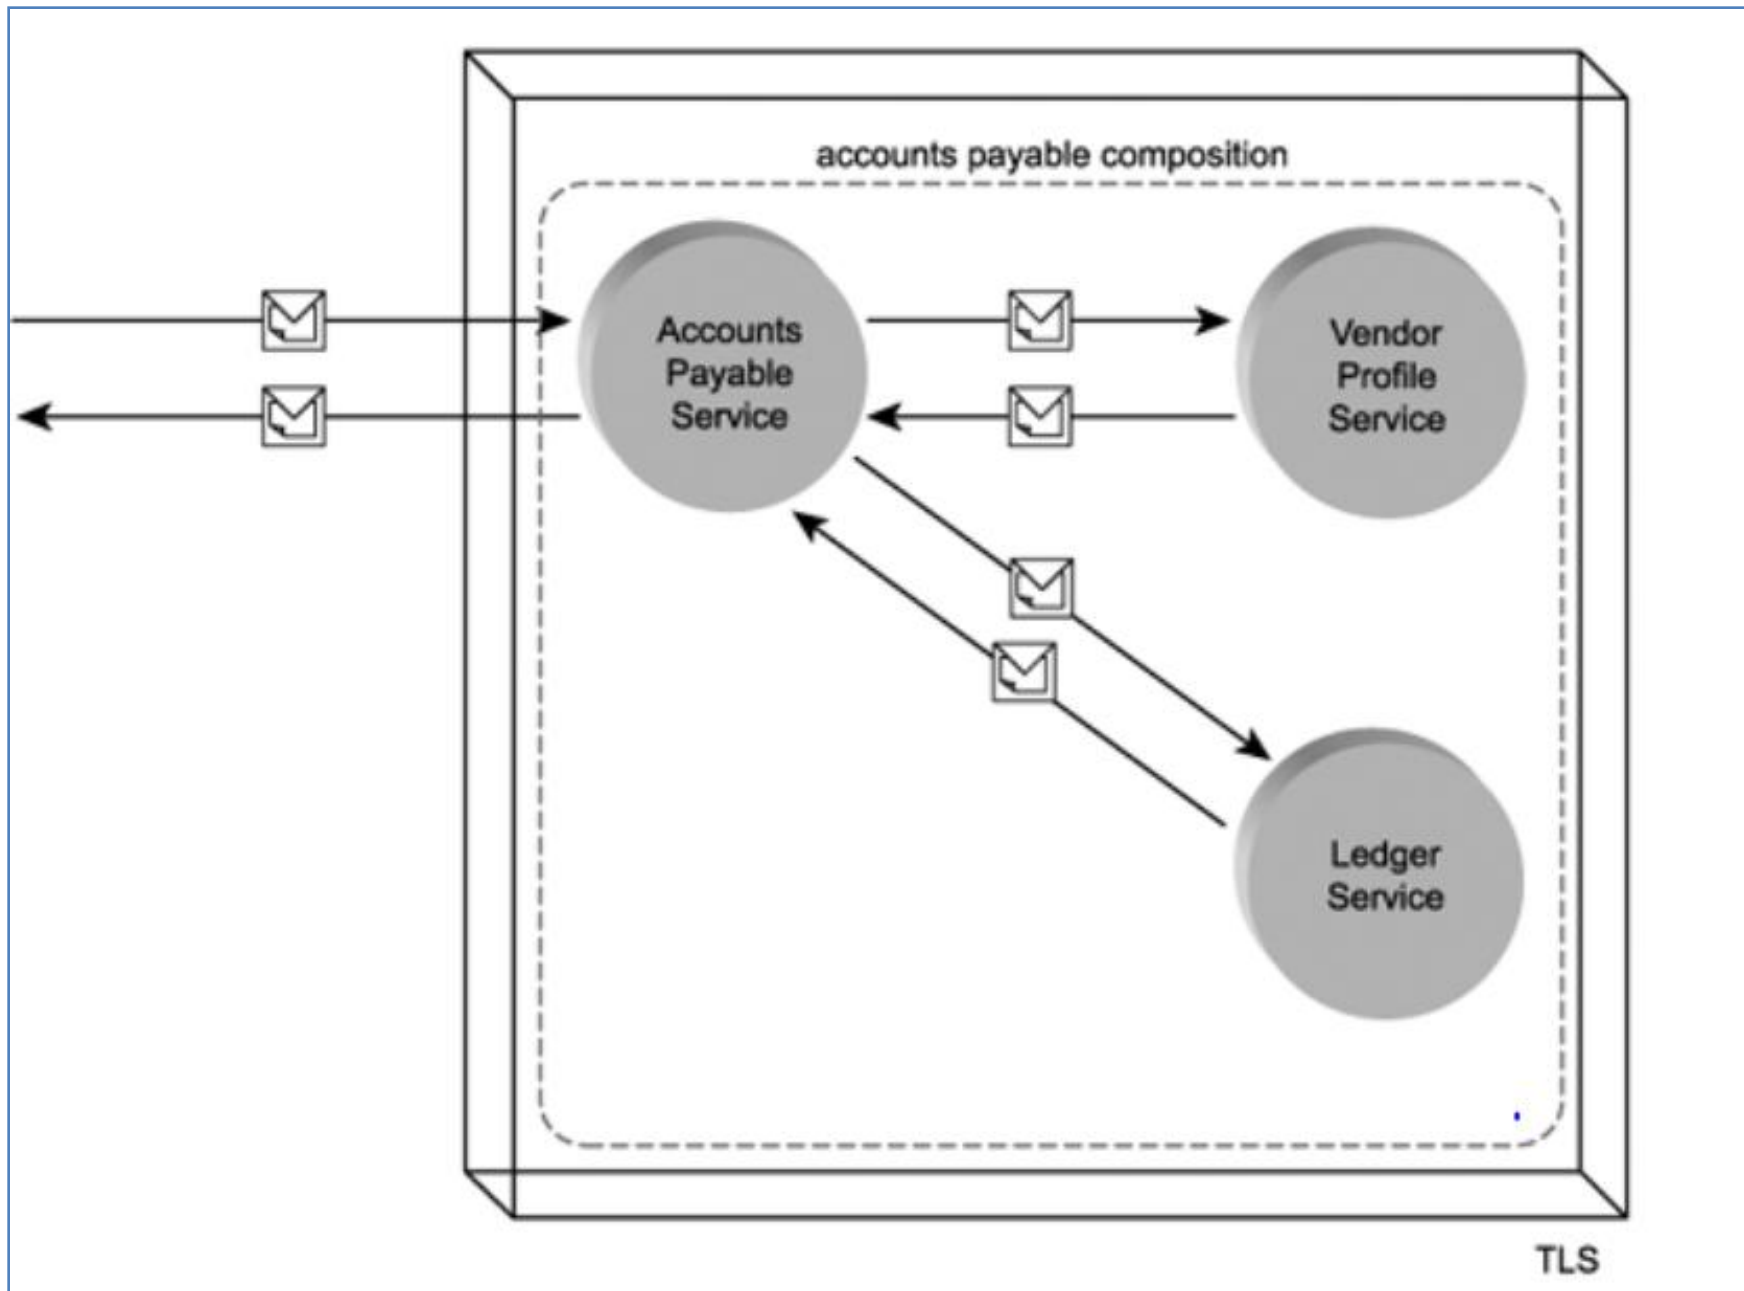 accounts payable composition
Accounts
Payable
Service
Vendor
Profile
Service
Ledger
Service
TLS